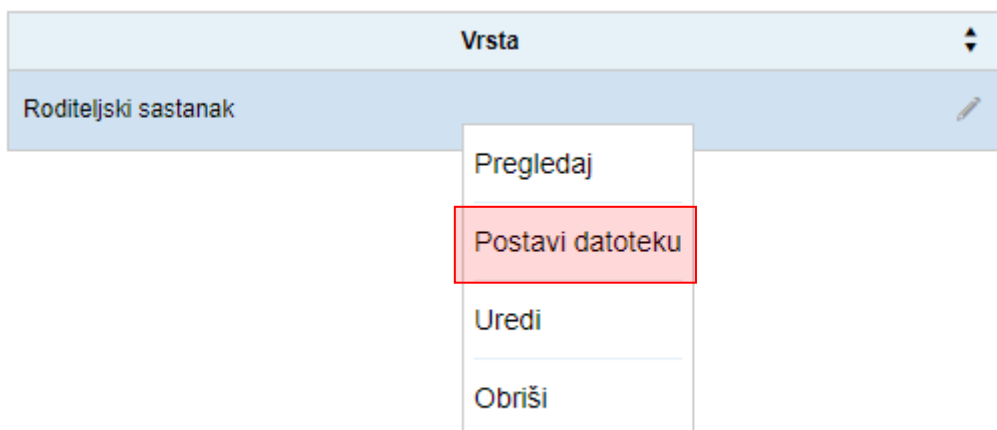 Vrsta
Roditeljski sastanak
Pregledaj
Postavi datoteku
Uredi
Obriši